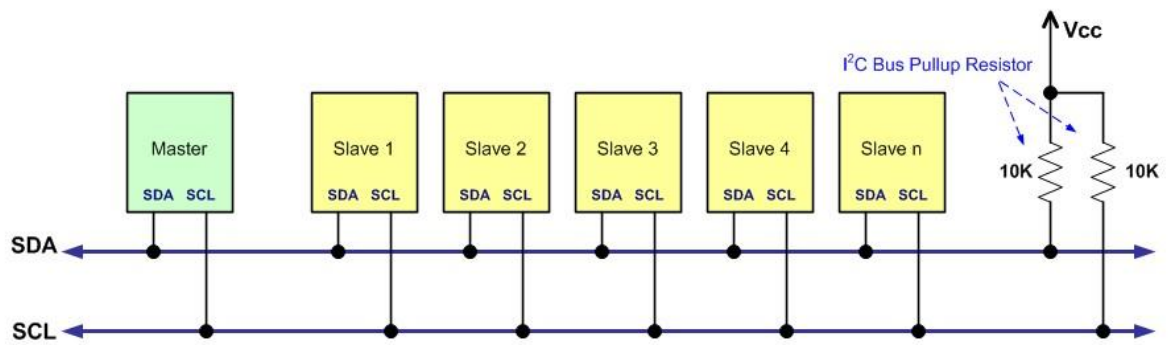 Vcc
I²C Bus Pullup Resistor
Master
Slave 1
Slave 2
Slave 3
Slave 4
Slave n
10K
10K
SDA SCL
SDA SCL
SDA SCL
SDA SCL
SDA SCL
SDA SCL
SDA
SCL